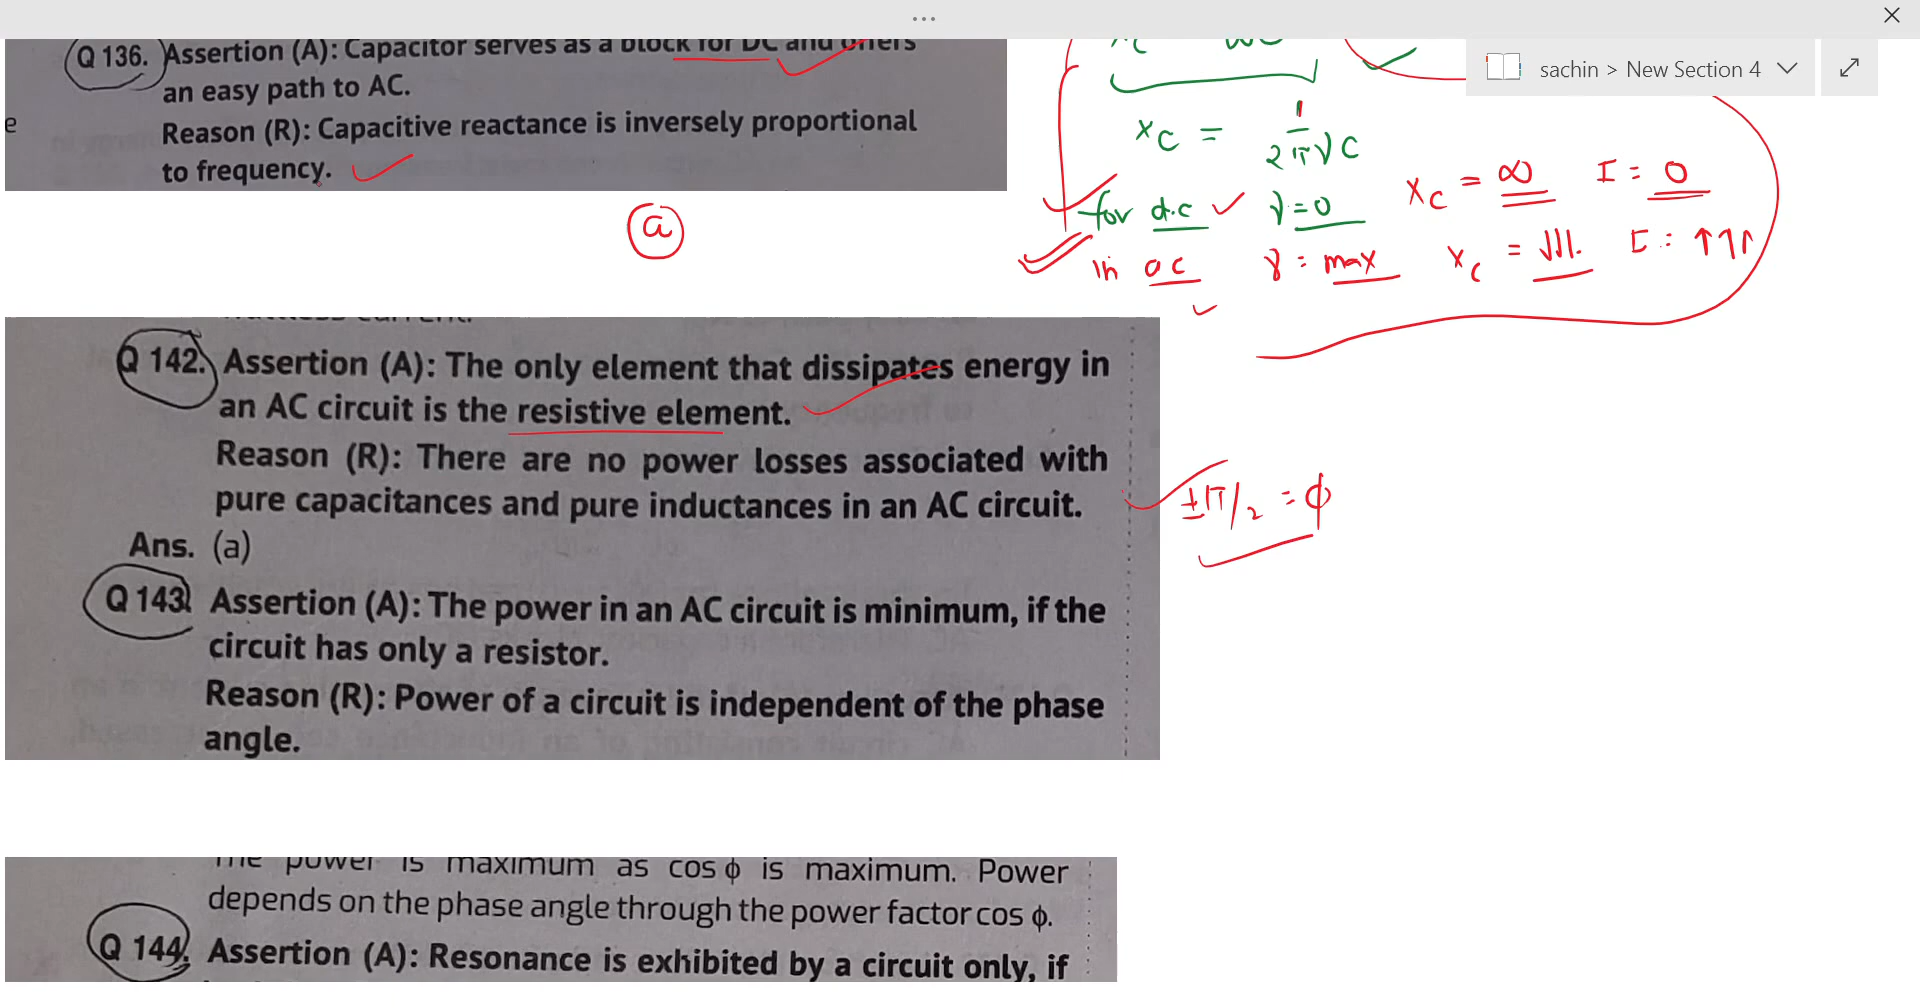 sachin > New Section 4
Q 136. Assertion (A): Capacitor serves as a block for DC and offers
an easy path to AC.
e
Reason (R): Capacitive reactance is inversely proportional
to frequency.
(a)
xC = 1
2πνC
for d.c ν = 0 xC = ∞ I = 0
in ac ν = max xC = ↓↓↓. I = ↑↑↑
Q 142. Assertion (A): The only element that dissipates energy in
an AC circuit is the resistive element.
Reason (R): There are no power losses associated with
pure capacitances and pure inductances in an AC circuit.
±π/2 = ϕ
Ans. (a)
Q 143. Assertion (A): The power in an AC circuit is minimum, if the
circuit has only a resistor.
Reason (R): Power of a circuit is independent of the phase
angle.
The power is maximum as cos ϕ is maximum. Power
depends on the phase angle through the power factor cos ϕ.
Q 144. Assertion (A): Resonance is exhibited by a circuit only, if